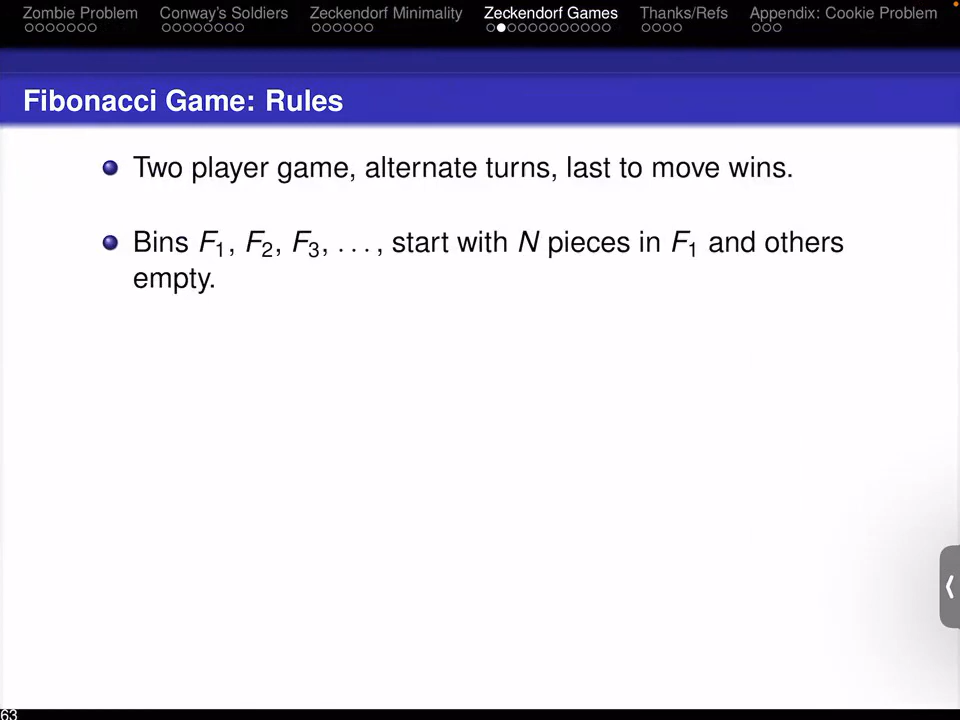 Zombie Problem Conway's Soldiers Zeckendorf Minimality Zeckendorf Games Thanks/Refs Appendix: Cookie Problem
Fibonacci Game: Rules
Two player game, alternate turns, last to move wins.
Bins F₁, F₂, F₃, . . . , start with N pieces in F₁ and others
empty.
63